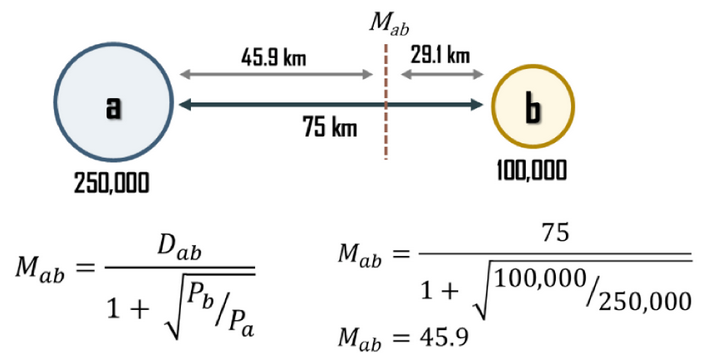 M_ab
45.9 km
29.1 km
a
b
75 km
250,000
100,000
M_ab = D_ab / (1 + √(P_b/P_a))
M_ab = 75 / (1 + √(100,000/250,000))
M_ab = 45.9